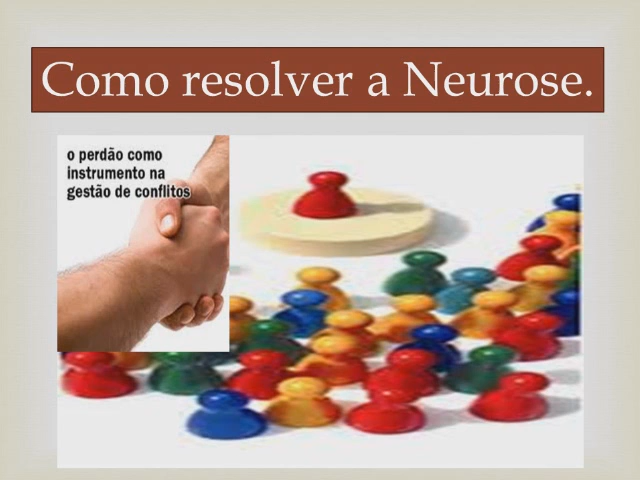 Como resolver a Neurose.
o perdão como
instrumento na
gestão de conflitos